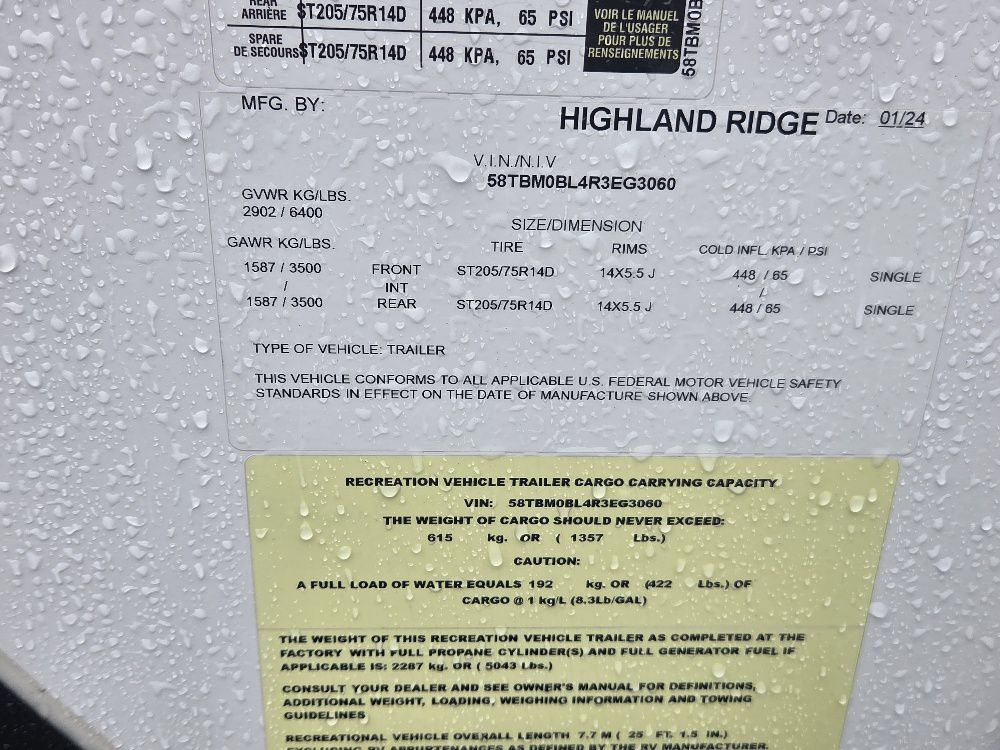 REAR
ARRIÈRE ST205/75R14D 448 KPA, 65 PSI
SPARE
DE SECOURS ST205/75R14D 448 KPA, 65 PSI
VOIR LE MANUEL
DE L'USAGER
POUR PLUS DE
RENSEIGNEMENTS
58TBM0B
MFG. BY:
HIGHLAND RIDGE Date: 01/24
V.I.N./N.I.V
58TBM0BL4R3EG3060
GVWR KG/LBS.
2902 / 6400
SIZE/DIMENSION
GAWR KG/LBS. TIRE RIMS COLD INFL. KPA / PSI
1587 / 3500 FRONT ST205/75R14D 14X5.5 J 448 / 65 SINGLE
/ INT /
1587 / 3500 REAR ST205/75R14D 14X5.5 J 448 / 65 SINGLE
TYPE OF VEHICLE: TRAILER
THIS VEHICLE CONFORMS TO ALL APPLICABLE U.S. FEDERAL MOTOR VEHICLE SAFETY
STANDARDS IN EFFECT ON THE DATE OF MANUFACTURE SHOWN ABOVE.
RECREATION VEHICLE TRAILER CARGO CARRYING CAPACITY
VIN: 58TBM0BL4R3EG3060
THE WEIGHT OF CARGO SHOULD NEVER EXCEED:
615 kg. OR ( 1357 Lbs.)
CAUTION:
A FULL LOAD OF WATER EQUALS 192 kg. OR (422 Lbs.) OF
CARGO @ 1 kg/L (8.3Lb/GAL)
THE WEIGHT OF THIS RECREATION VEHICLE TRAILER AS COMPLETED AT THE
FACTORY WITH FULL PROPANE CYLINDER(S) AND FULL GENERATOR FUEL IF
APPLICABLE IS: 2287 kg. OR ( 5043 Lbs.)
CONSULT YOUR DEALER AND SEE OWNER'S MANUAL FOR DEFINITIONS,
ADDITIONAL WEIGHT, LOADING, WEIGHING INFORMATION AND TOWING
GUIDELINES
RECREATIONAL VEHICLE OVERALL LENGTH 7.7 M ( 25 FT. 1.5 IN.)
EXCLUDING RV APPURTENANCES AS DEFINED BY THE RV MANUFACTURER.